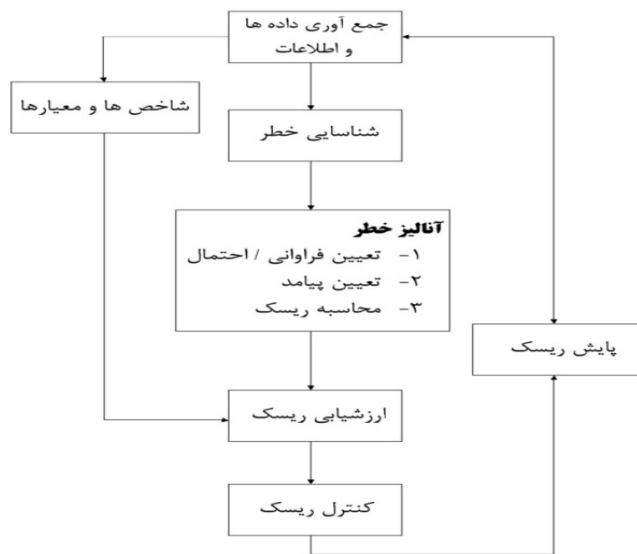 جمع آوری داده ها
و اطلاعات
شاخص ها و معیارها
شناسایی خطر
آنالیز خطر
۱- تعیین فراوانی / احتمال
۲- تعیین پیامد
۳- محاسبه ریسک
پایش ریسک
ارزشیابی ریسک
کنترل ریسک